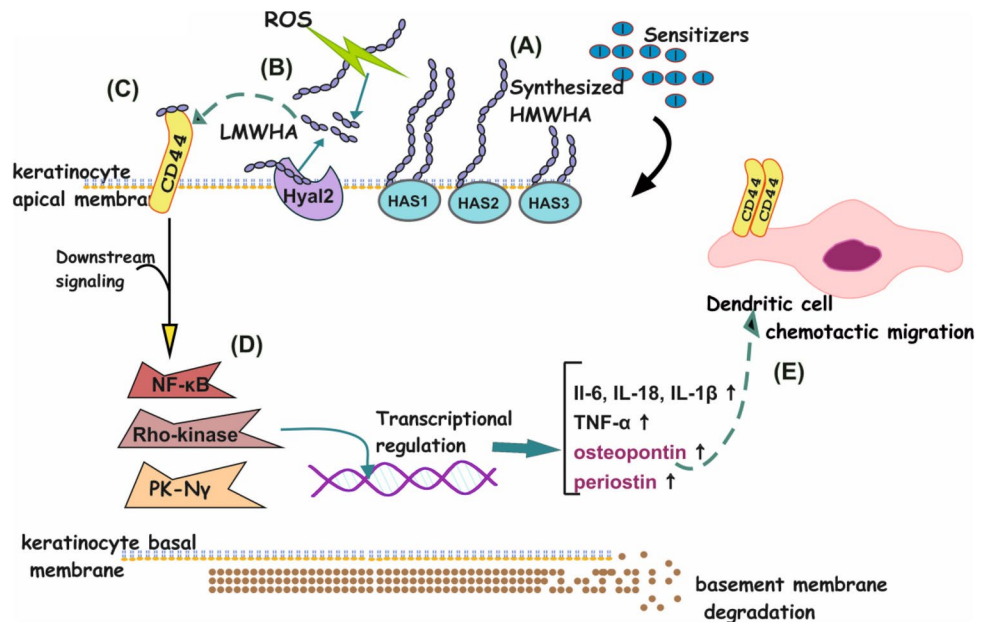 ROS
(A)
Sensitizers
(B)
(C)
Synthesized
HMWHA
LMWHA
CD44
keratinocyte
apical membra
Hyal2
HAS1
HAS2
HAS3
CD44
CD44
Downstream
signaling
Dendritic cell
chemotactic migration
(D)
(E)
NF-κB
Rho-kinase
PK-Nγ
Transcriptional
regulation
Il-6, IL-18, IL-1β ↑
TNF-α ↑
osteopontin ↑
periostin ↑
keratinocyte basal
membrane
basement membrane
degradation